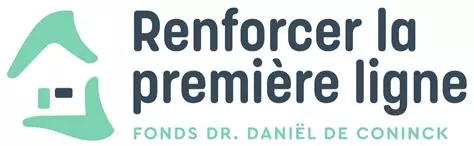 Renforcer la
première ligne
FONDS DR. DANIËL DE CONINCK